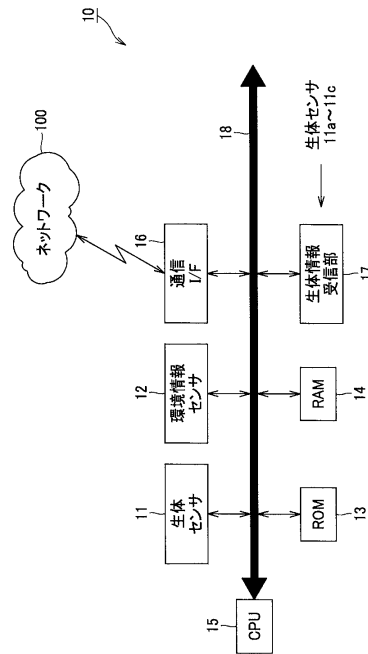 10
100
ネットワーク
11
生体
センサ
12
環境情報
センサ
16
通信
I/F
15
CPU
18
ROM
13
RAM
14
生体情報
受信部
17
生体センサ
11a～11c